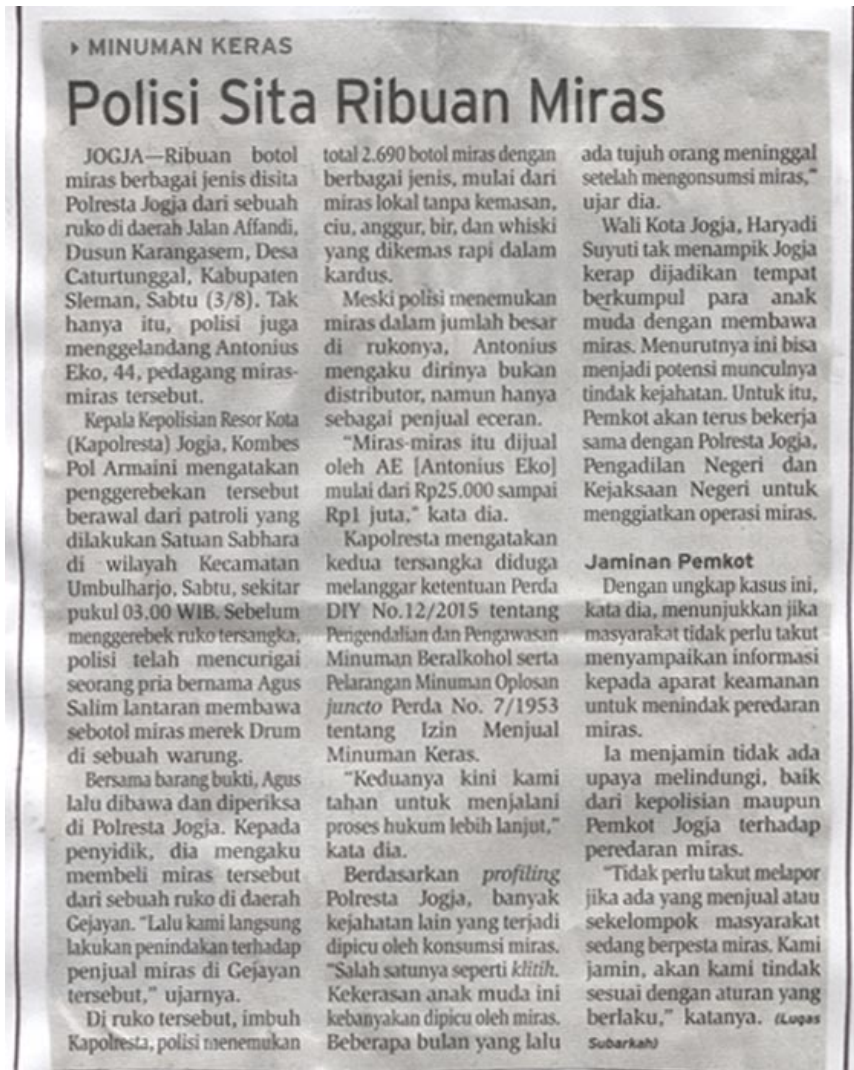 MINUMAN KERAS
Polisi Sita Ribuan Miras
JOGJA—Ribuan botol
miras berbagai jenis disita
Polresta Jogja dari sebuah
ruko di daerah Jalan Affandi,
Dusun Karangasem, Desa
Caturtunggal, Kabupaten
Sleman, Sabtu (3/8). Tak
hanya itu, polisi juga
menggelandang Antonius
Eko, 44, pedagang miras-
miras tersebut.
Kepala Kepolisian Resor Kota
(Kapolresta) Jogja, Kombes
Pol Armaini mengatakan
penggerebekan tersebut
berawal dari patroli yang
dilakukan Satuan Sabhara
di wilayah Kecamatan
Umbulharjo, Sabtu, sekitar
pukul 03.00 WIB. Sebelum
menggerebek ruko tersangka,
polisi telah mencurigai
seorang pria bernama Agus
Salim lantaran membawa
sebotol miras merek Drum
di sebuah warung.
Bersama barang bukti, Agus
lalu dibawa dan diperiksa
di Polresta Jogja. Kepada
penyidik, dia mengaku
membeli miras tersebut
dari sebuah ruko di daerah
Gejayan. “Lalu kami langsung
lakukan penindakan terhadap
penjual miras di Gejayan
tersebut,” ujarnya.
Di ruko tersebut, imbuh
Kapolresta, polisi menemukan
total 2.690 botol miras dengan
berbagai jenis, mulai dari
miras lokal tanpa kemasan,
ciu, anggur, bir, dan whiski
yang dikemas rapi dalam
kardus.
Meski polisi menemukan
miras dalam jumlah besar
di rukonya, Antonius
mengaku dirinya bukan
distributor, namun hanya
sebagai penjual eceran.
“Miras-miras itu dijual
oleh AE [Antonius Eko]
mulai dari Rp25.000 sampai
Rp1 juta,” kata dia.
Kapolresta mengatakan
kedua tersangka diduga
melanggar ketentuan Perda
DIY No.12/2015 tentang
Pengendalian dan Pengawasan
Minuman Beralkohol serta
Pelarangan Minuman Oplosan
juncto Perda No. 7/1953
tentang Izin Menjual
Minuman Keras.
“Keduanya kini kami
tahan untuk menjalani
proses hukum lebih lanjut,”
kata dia.
Berdasarkan profiling
Polresta Jogja, banyak
kejahatan lain yang terjadi
dipicu oleh konsumsi miras.
“Salah satunya seperti klitih.
Kekerasan anak muda ini
kebanyakan dipicu oleh miras.
Beberapa bulan yang lalu
ada tujuh orang meninggal
setelah mengonsumsi miras,”
ujar dia.
Wali Kota Jogja, Haryadi
Suyuti tak menampik Jogja
kerap dijadikan tempat
berkumpul para anak
muda dengan membawa
miras. Menurutnya ini bisa
menjadi potensi munculnya
tindak kejahatan. Untuk itu,
Pemkot akan terus bekerja
sama dengan Polresta Jogja,
Pengadilan Negeri dan
Kejaksaan Negeri untuk
menggiatkan operasi miras.
Jaminan Pemkot
Dengan ungkap kasus ini,
kata dia, menunjukkan jika
masyarakat tidak perlu takut
menyampaikan informasi
kepada aparat keamanan
untuk menindak peredaran
miras.
Ia menjamin tidak ada
upaya melindungi, baik
dari kepolisian maupun
Pemkot Jogja terhadap
peredaran miras.
“Tidak perlu takut melapor
jika ada yang menjual atau
sekelompok masyarakat
sedang berpesta miras. Kami
jamin, akan kami tindak
sesuai dengan aturan yang
berlaku,” katanya. (Lugas
Subarkah)